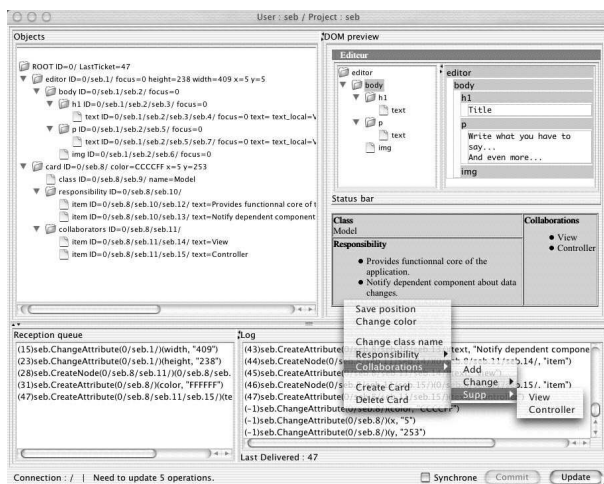 User : seb / Project : seb
Objects
ROOT ID=0/ LastTicket=47
editor ID=0/seb.1/ focus=0 height=238 width=409 x=5 y=5
body ID=0/seb.1/seb.2/ focus=0
h1 ID=0/seb.1/seb.2/seb.3/ focus=0
text ID=0/seb.1/seb.2/seb.3/seb.4/ focus=0 text= text_local=V
p ID=0/seb.1/seb.2/seb.5/ focus=0
text ID=0/seb.1/seb.2/seb.5/seb.7/ focus=0 text= text_local=V
img ID=0/seb.1/seb.2/seb.6/ focus=0
card ID=0/seb.8/ color=CCCCFF x=5 y=253
class ID=0/seb.8/seb.9/ name=Model
responsibility ID=0/seb.8/seb.10/
item ID=0/seb.8/seb.10/seb.12/ text=Provides functionnal core of t
item ID=0/seb.8/seb.10/seb.13/ text=Notify dependent component
collaborators ID=0/seb.8/seb.11/
item ID=0/seb.8/seb.11/seb.14/ text=View
item ID=0/seb.8/seb.11/seb.15/ text=Controller
DOM preview
Editeur
editor
body
h1
text
p
text
img
editor
body
h1
Title
p
Write what you have to
say...
And even more...
img
Status bar
Class
Model
Responsibility
Provides functionnal core of the
application.
Notify dependent component about data
changes.
Collaborations
View
Controller
Save position
Change color
Change class name
Responsibility
Collaborations
Create Card
Delete Card
Add
Change
Supp
View
Controller
Reception queue
(15)seb.ChangeAttribute(0/seb.1/)(width, "409")
(23)seb.ChangeAttribute(0/seb.1/)(height, "238")
(28)seb.CreateNode(0/seb.8/seb.11/)(0/seb.8/seb.
(31)seb.CreateAttribute(0/seb.8/)(color, "FFFFFF")
(47)seb.CreateAttribute(0/seb.8/seb.11/seb.15/)(te
Log
(43)seb.CreateAttribute(0/ text, "Notify dependent compone
(44)seb.CreateNode(0/s seb.8/seb.11/seb.14/, "item")
(45)seb.CreateAttribute(
(46)seb.CreateNode(0/s seb.15/, "item")
(47)seb.CreateAttribute(
(-1)seb.ChangeAttribute(0/seb.8/)(color, "CCCCFF")
(-1)seb.ChangeAttribute(0/seb.8/)(x, "5")
(-1)seb.ChangeAttribute(0/seb.8/)(y, "253")
Last Delivered : 47
Connection : / | Need to update 5 operations.
Synchrone
Commit
Update